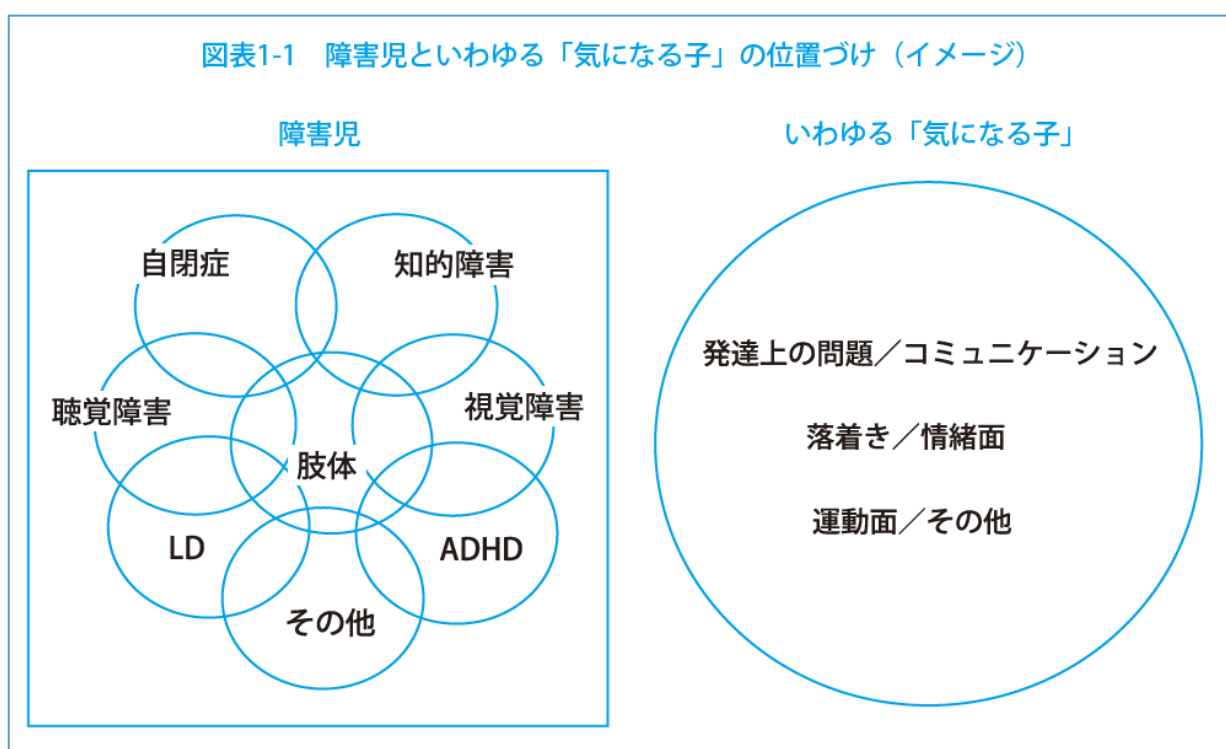 図表1-1 障害児といわゆる「気になる子」の位置づけ（イメージ）
障害児
自閉症
知的障害
聴覚障害
視覚障害
肢体
LD
ADHD
その他
いわゆる「気になる子」
発達上の問題／コミュニケーション
落着き／情緒面
運動面／その他